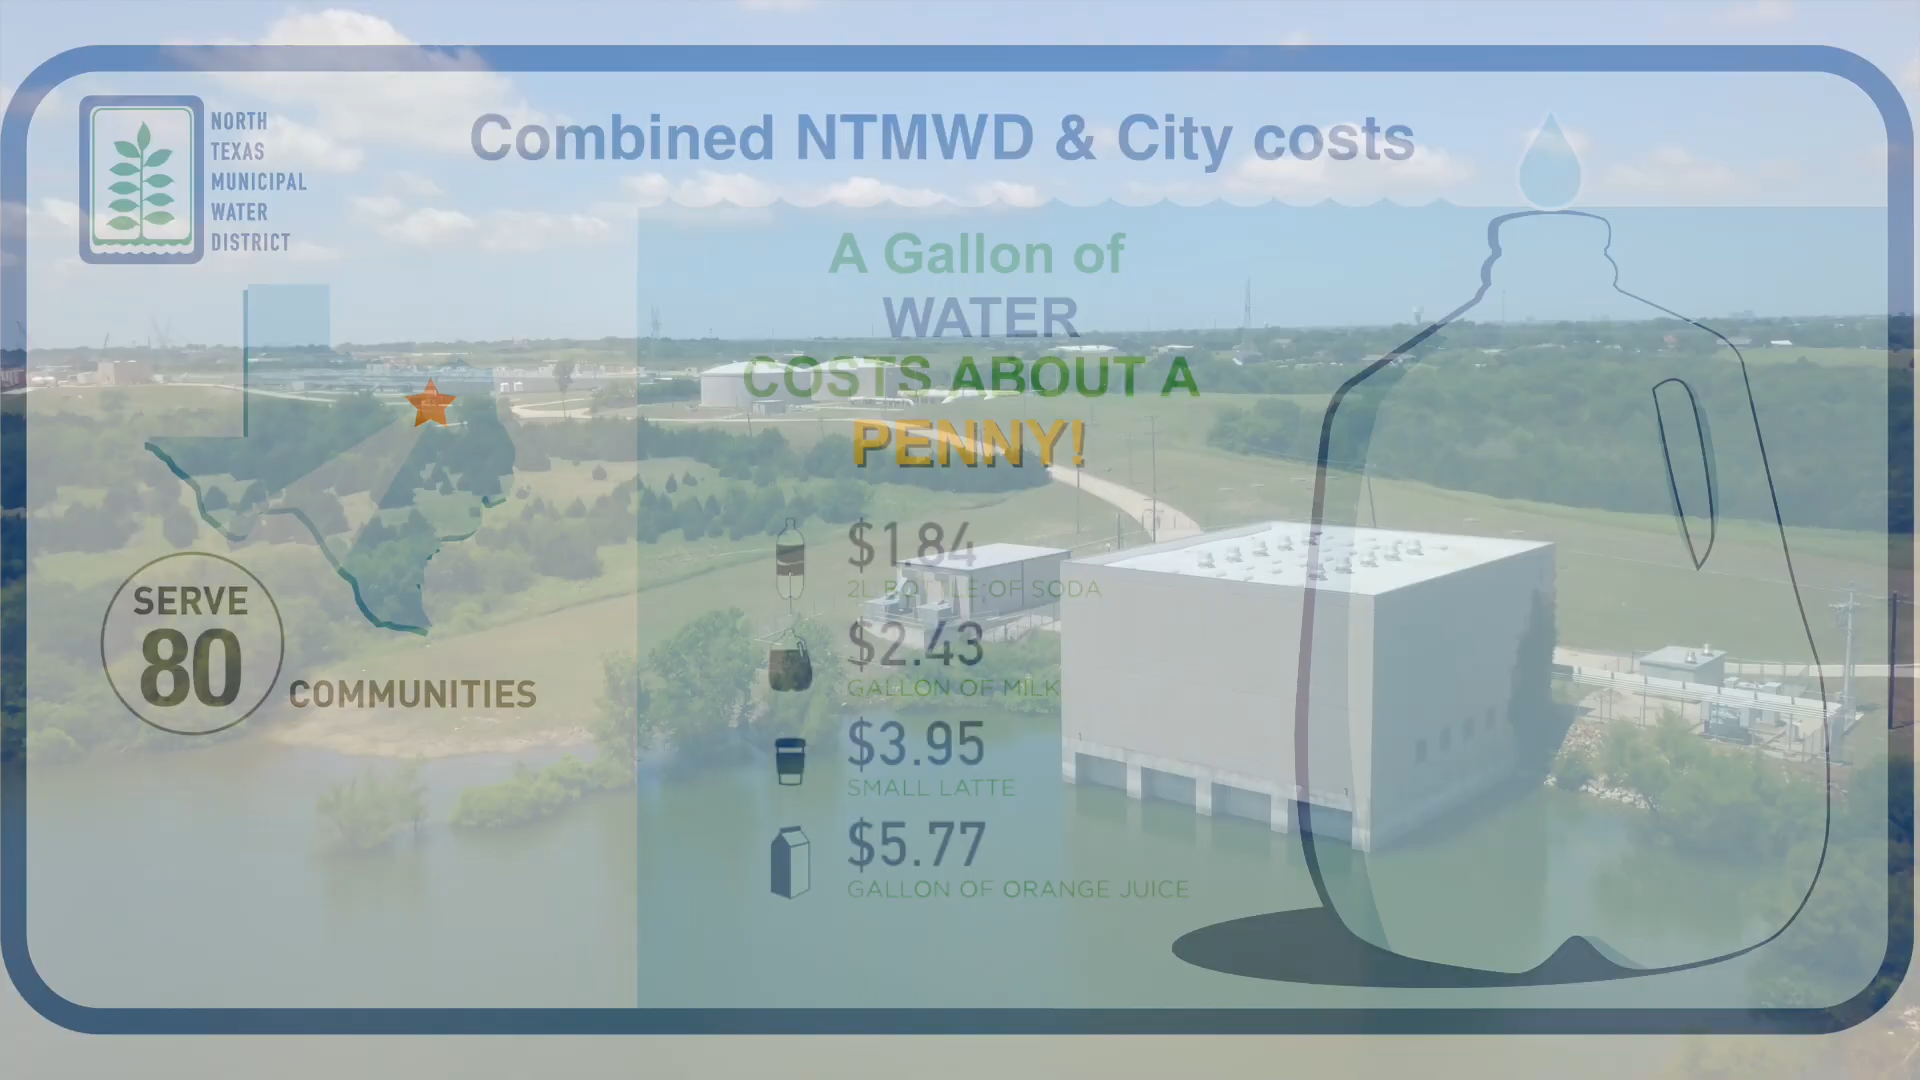 NORTH
TEXAS
MUNICIPAL
WATER
DISTRICT
Combined NTMWD & City costs
A Gallon of
WATER
COSTS ABOUT A
PENNY!
$1.84
2L BOTTLE OF SODA
$2.43
GALLON OF MILK
$3.95
SMALL LATTE
$5.77
GALLON OF ORANGE JUICE
SERVE
80
COMMUNITIES